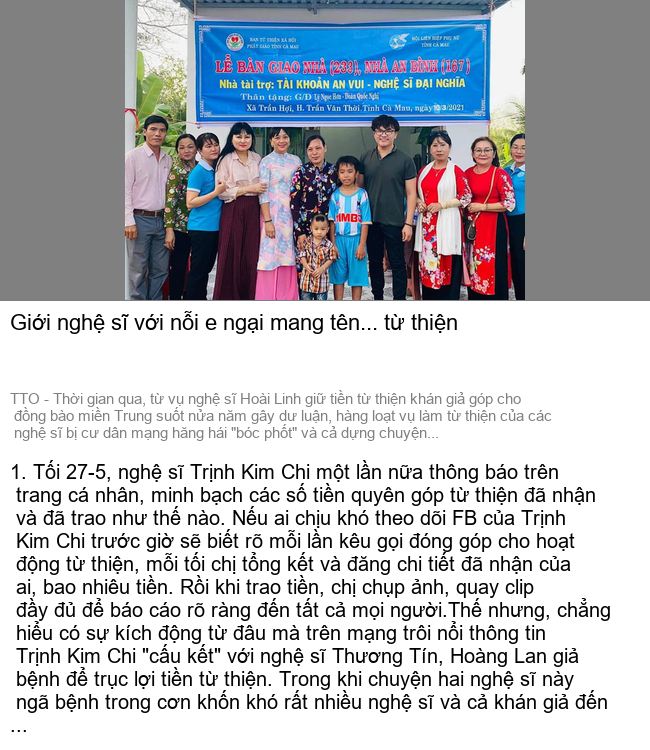 BAN TỪ THIỆN XÃ HỘI
PHẬT GIÁO TỈNH CÀ MAU
HỘI LIÊN HIỆP PHỤ NỮ
TỈNH CÀ MAU
LỄ BÀN GIAO NHÀ (233), NHÀ AN BÌNH (167)
Nhà tài trợ: TÀI KHOẢN AN VUI - NGHỆ SĨ ĐẠI NGHĨA
Thân tặng: G/Đ Lý Ngọc Hơn - Đoàn Quốc Nghị
Xã Trần Hợi, H. Trần Văn Thời, Tỉnh Cà Mau, ngày 10/3/2021
Giới nghệ sĩ với nỗi e ngại mang tên... từ thiện
TTO - Thời gian qua, từ vụ nghệ sĩ Hoài Linh giữ tiền từ thiện khán giả góp cho
đồng bào miền Trung suốt nửa năm gây dư luận, hàng loạt vụ làm từ thiện của các
nghệ sĩ bị cư dân mạng hăng hái "bóc phốt" và cả dựng chuyện...
1. Tối 27-5, nghệ sĩ Trịnh Kim Chi một lần nữa thông báo trên
trang cá nhân, minh bạch các số tiền quyên góp từ thiện đã nhận
và đã trao như thế nào. Nếu ai chịu khó theo dõi FB của Trịnh
Kim Chi trước giờ sẽ biết rõ mỗi lần kêu gọi đóng góp cho hoạt
động từ thiện, mỗi tối chị tổng kết và đăng chi tiết đã nhận của
ai, bao nhiêu tiền. Rồi khi trao tiền, chị chụp ảnh, quay clip
đầy đủ để báo cáo rõ ràng đến tất cả mọi người.Thế nhưng, chẳng
hiểu có sự kích động từ đâu mà trên mạng trôi nổi thông tin
Trịnh Kim Chi "cấu kết" với nghệ sĩ Thương Tín, Hoàng Lan giả
bệnh để trục lợi tiền từ thiện. Trong khi chuyện hai nghệ sĩ này
ngã bệnh trong cơn khốn khó rất nhiều nghệ sĩ và cả khán giả đến
...